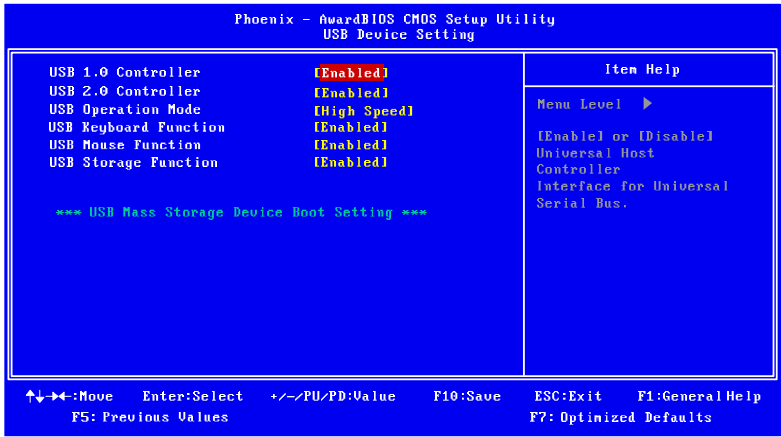 Phoenix - AwardBIOS CMOS Setup Utility
USB Device Setting
USB 1.0 Controller [Enabled]
USB 2.0 Controller [Enabled]
USB Operation Mode [High Speed]
USB Keyboard Function [Enabled]
USB Mouse Function [Enabled]
USB Storage Function [Enabled]
*** USB Mass Storage Device Boot Setting ***
Item Help
Menu Level ▶
[Enable] or [Disable]
Universal Host
Controller
Interface for Universal
Serial Bus.
↑↓→←:Move Enter:Select +/-/PU/PD:Value F10:Save ESC:Exit F1:General Help
F5: Previous Values F7: Optimized Defaults